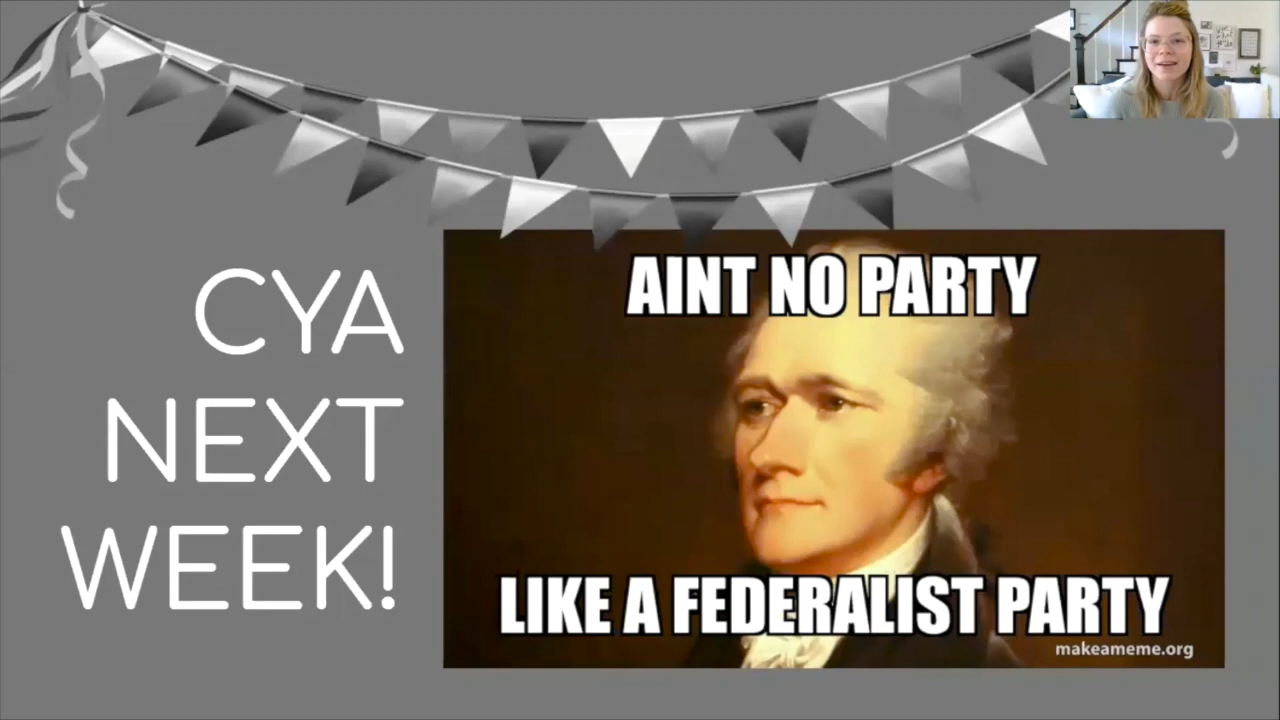 CYA
NEXT
WEEK!
AINT NO PARTY
LIKE A FEDERALIST PARTY
makeameme.org